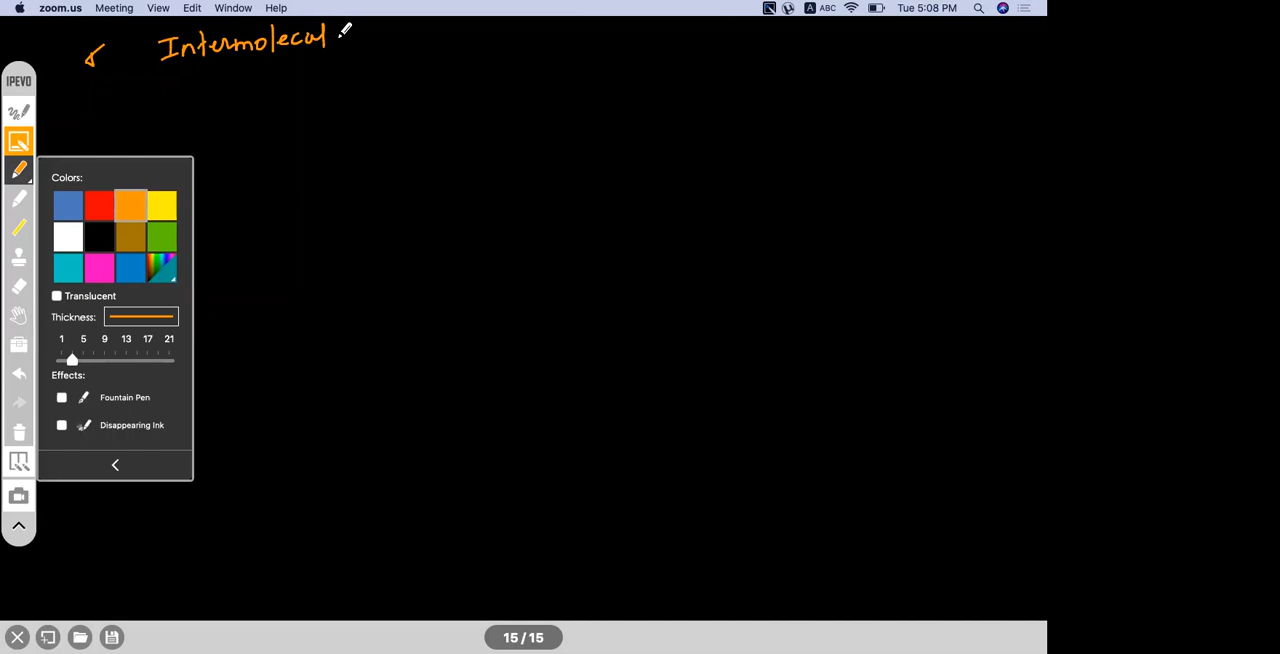 zoom.us Meeting View Edit Window Help A ABC Tue 5:08 PM
Intermolecul
IPEVO
Colors:
Translucent
Thickness:
1 5 9 13 17 21
Effects:
Fountain Pen
Disappearing Ink
15 / 15